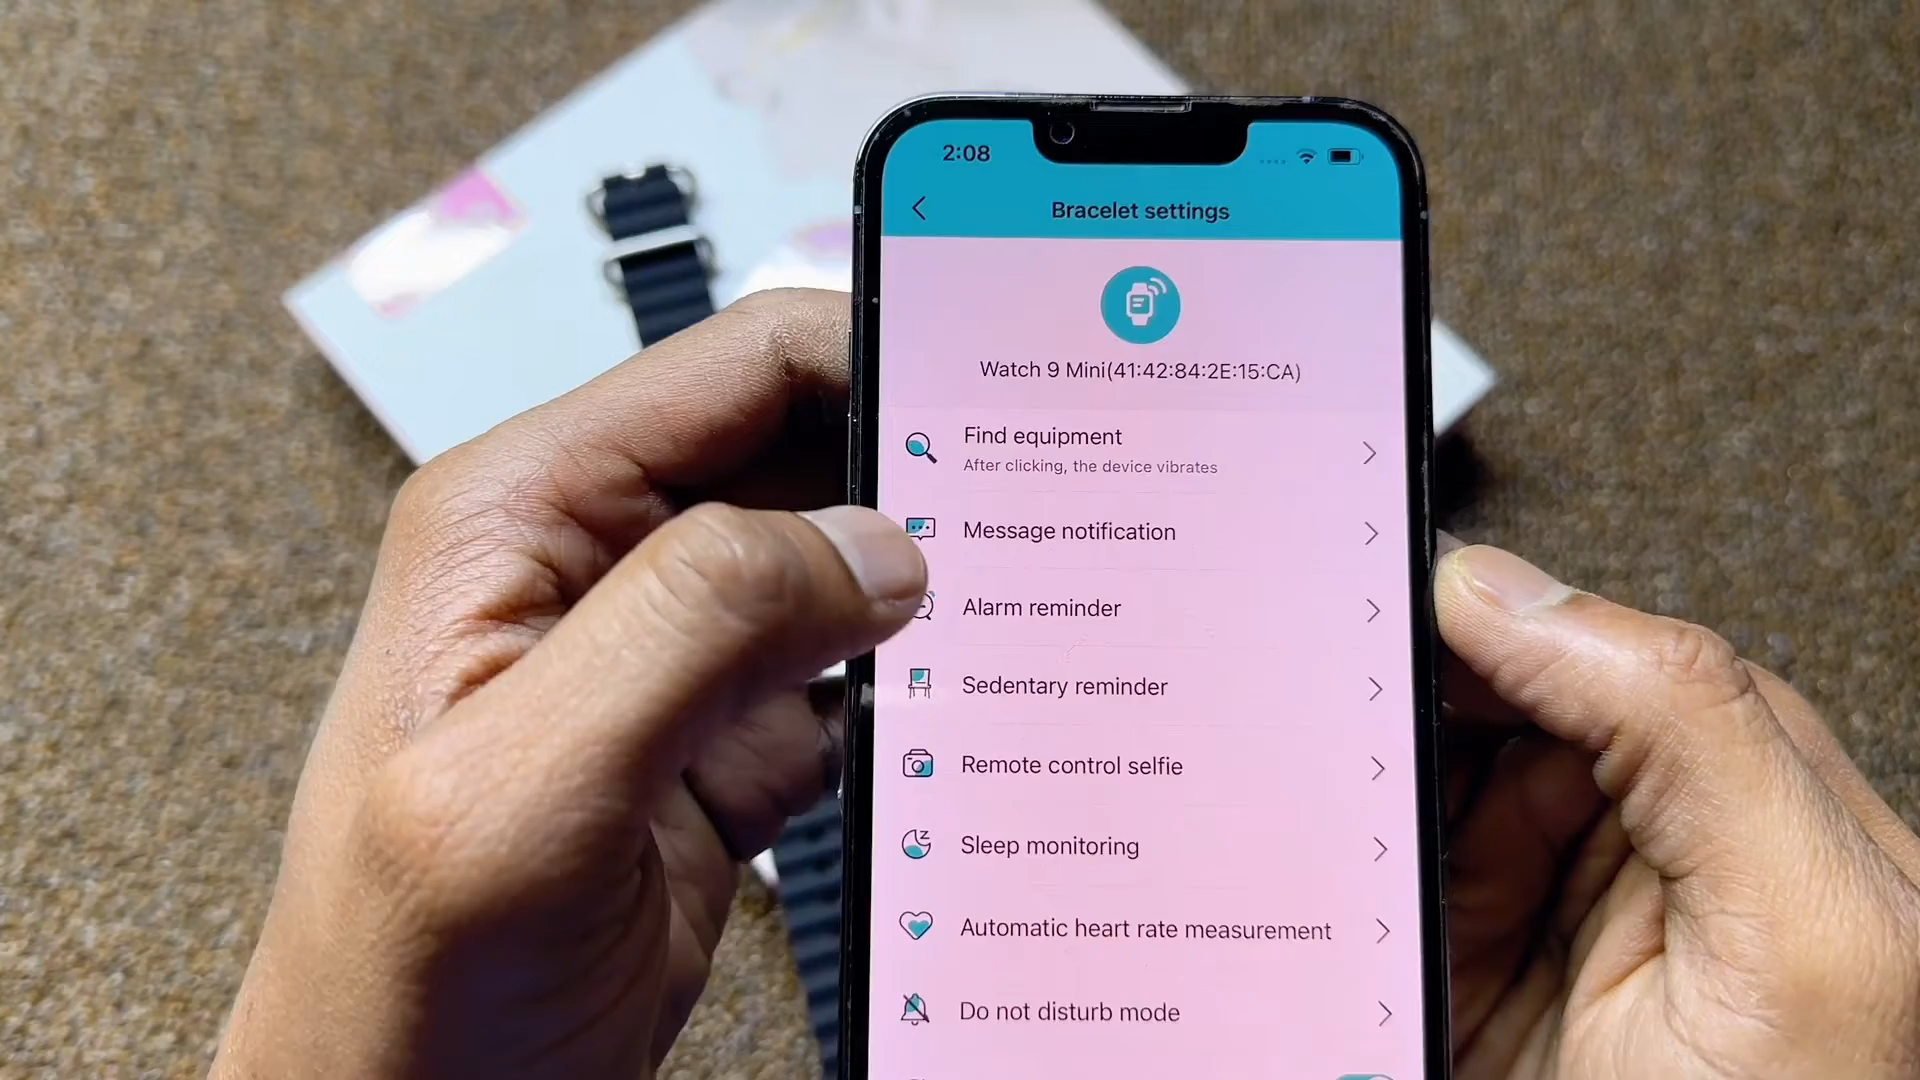 2:08
Bracelet settings
Watch 9 Mini(41:42:84:2E:15:CA)
Find equipment
After clicking, the device vibrates
Message notification
Alarm reminder
Sedentary reminder
Remote control selfie
Sleep monitoring
Automatic heart rate measurement
Do not disturb mode